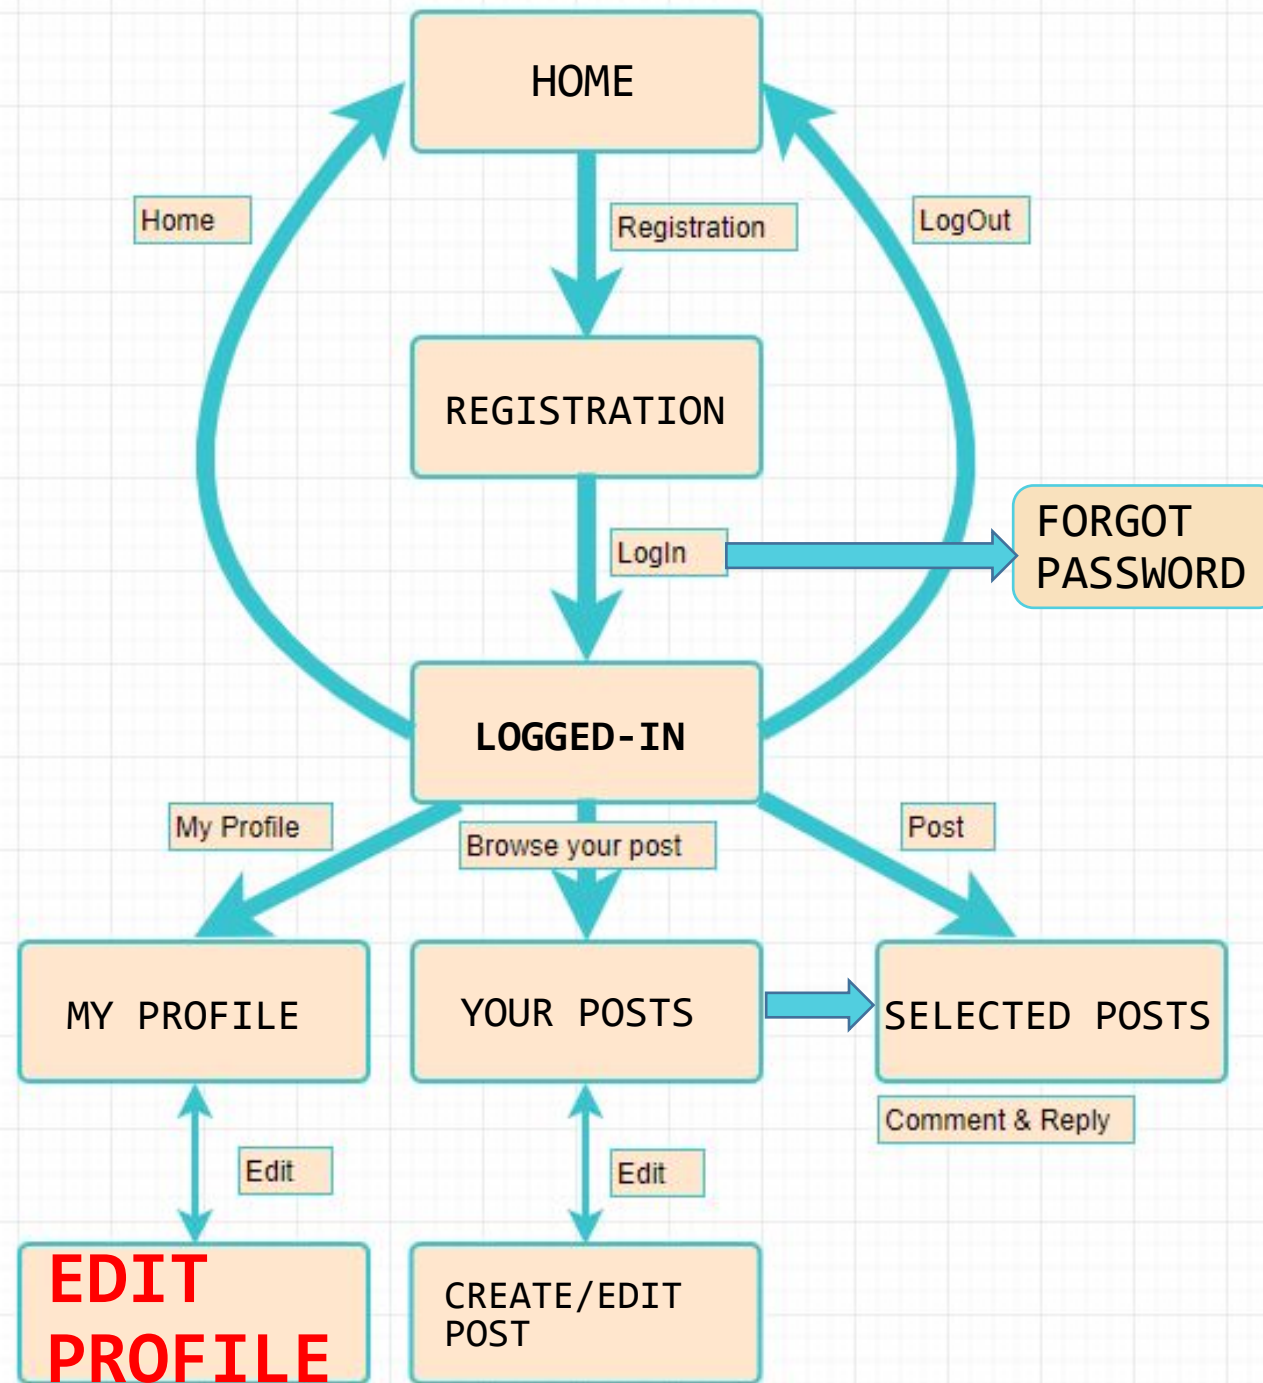 HOME
Home
Registration
LogOut
REGISTRATION
LogIn
FORGOT
PASSWORD
LOGGED-IN
My Profile
Browse your post
Post
MY PROFILE
YOUR POSTS
SELECTED POSTS
Comment & Reply
Edit
Edit
EDIT
PROFILE
CREATE/EDIT
POST